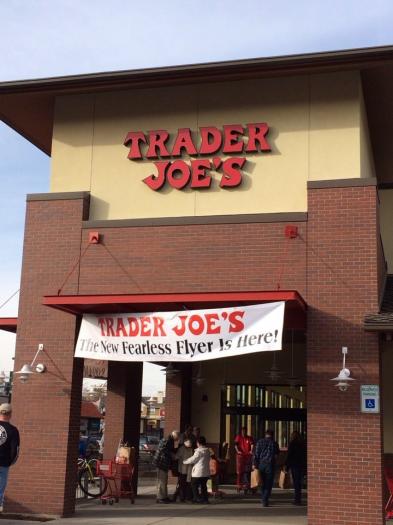 TRADER
JOE'S
TRADER JOE'S
The New Fearless Flyer Is Here!